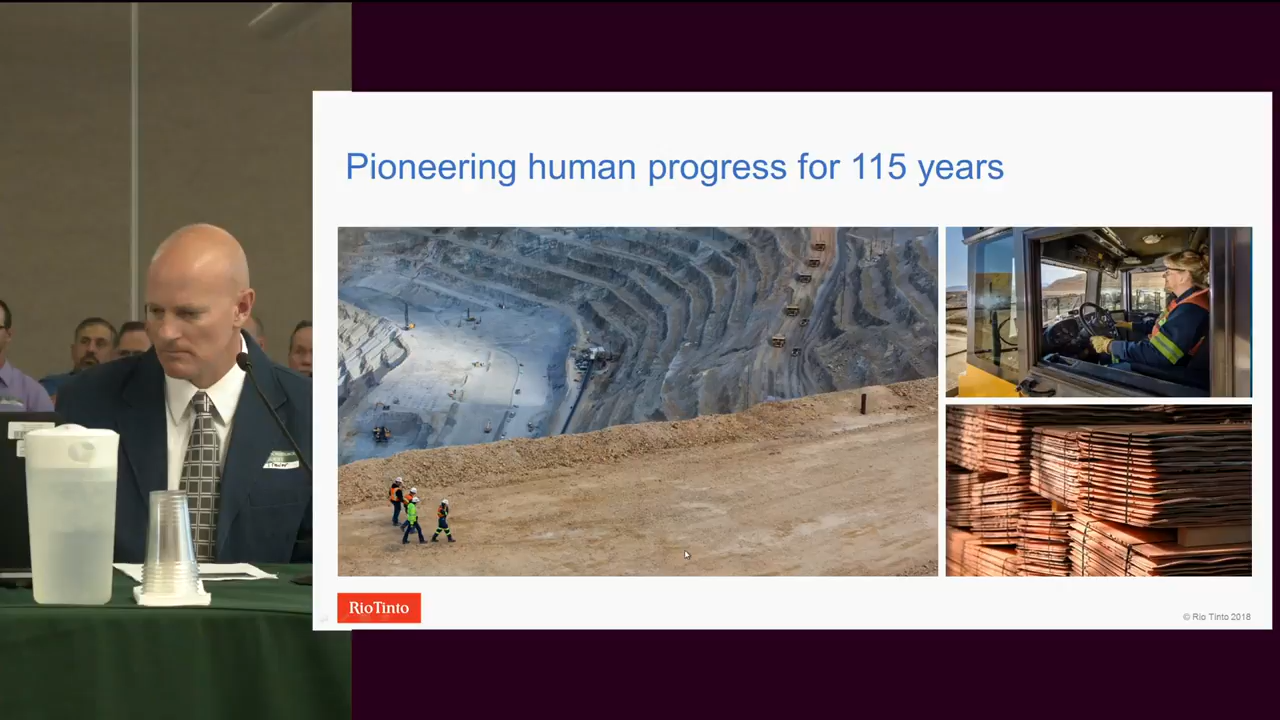 Pioneering human progress for 115 years
RioTinto
© Rio Tinto 2018